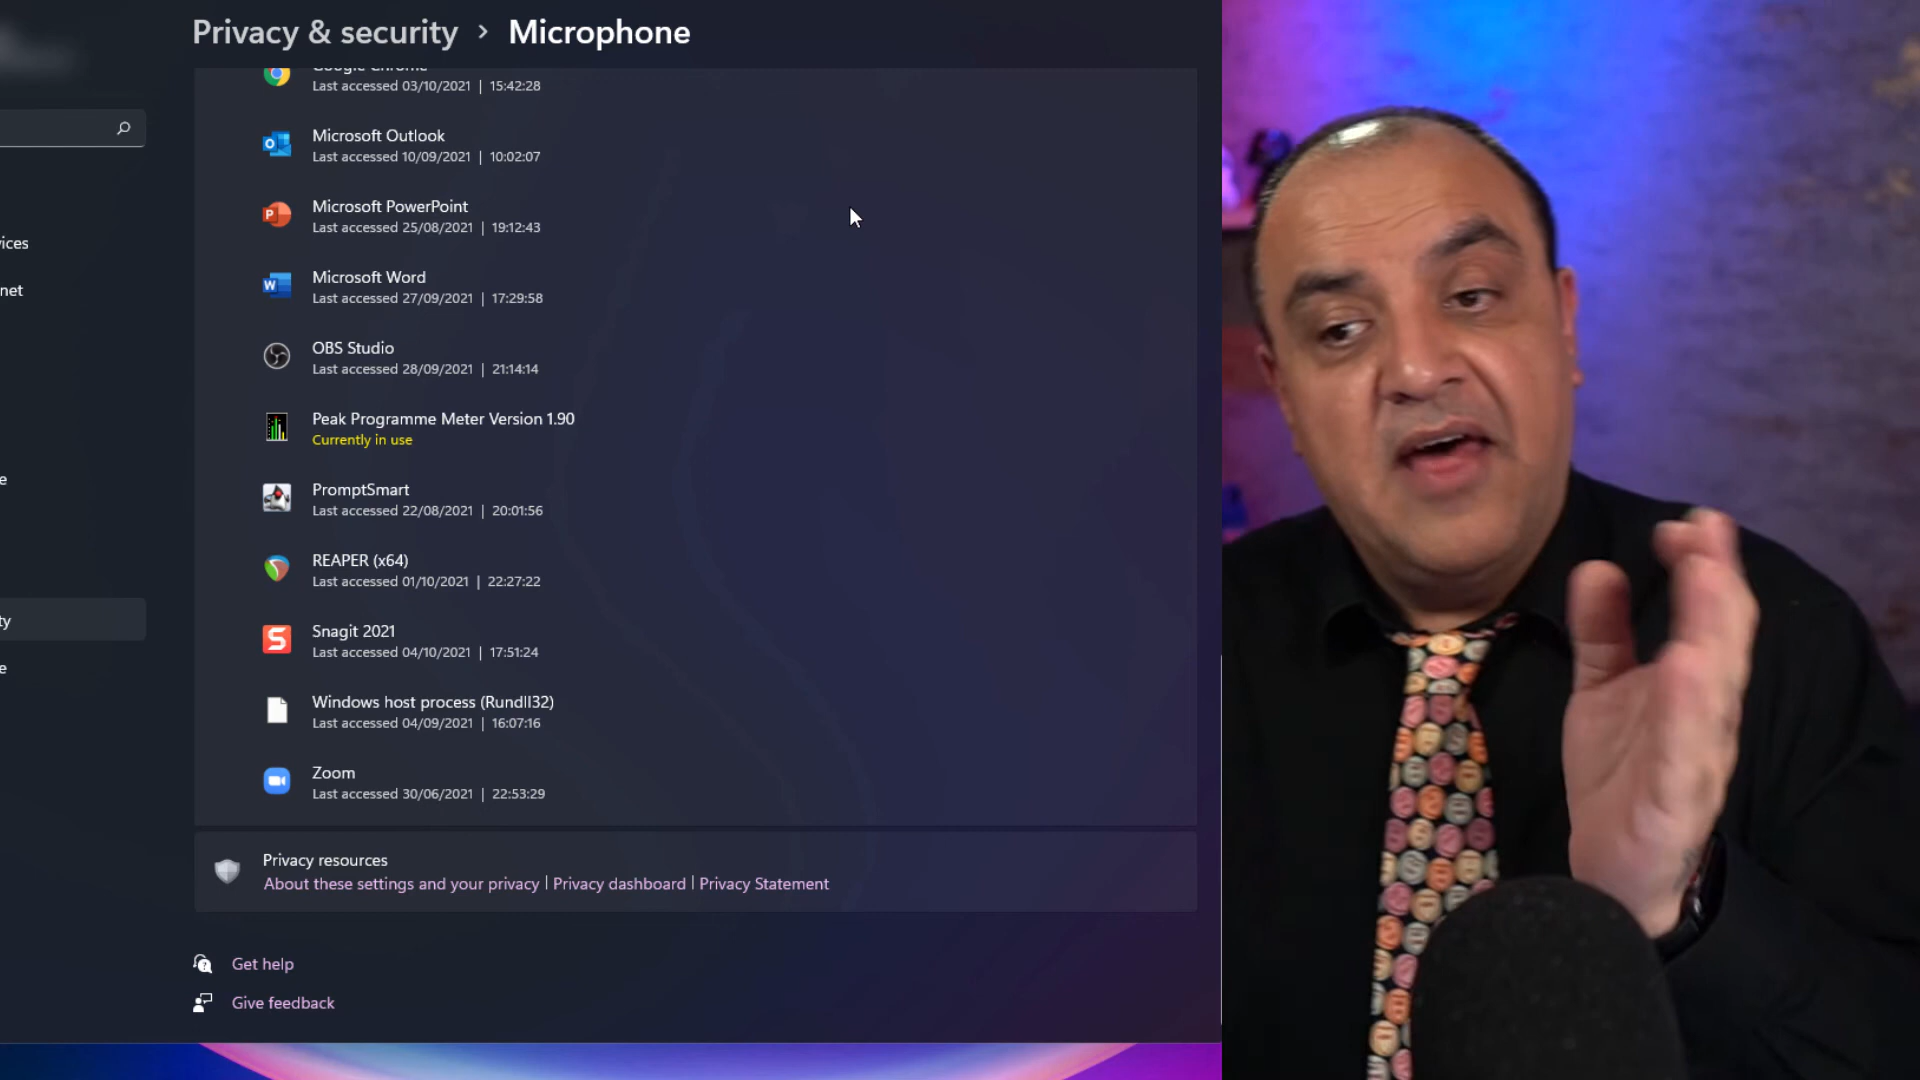 Privacy & security > Microphone
Google Chrome
Last accessed 03/10/2021 | 15:42:28
Microsoft Outlook
Last accessed 10/09/2021 | 10:02:07
Microsoft PowerPoint
Last accessed 25/08/2021 | 19:12:43
vices
Microsoft Word
net
Last accessed 27/09/2021 | 17:29:58
OBS Studio
Last accessed 28/09/2021 | 21:14:14
Peak Programme Meter Version 1.90
Currently in use
e
PromptSmart
Last accessed 22/08/2021 | 20:01:56
REAPER (x64)
Last accessed 01/10/2021 | 22:27:22
ty
Snagit 2021
Last accessed 04/10/2021 | 17:51:24
e
Windows host process (Rundll32)
Last accessed 04/09/2021 | 16:07:16
Zoom
Last accessed 30/06/2021 | 22:53:29
Privacy resources
About these settings and your privacy | Privacy dashboard | Privacy Statement
Get help
Give feedback